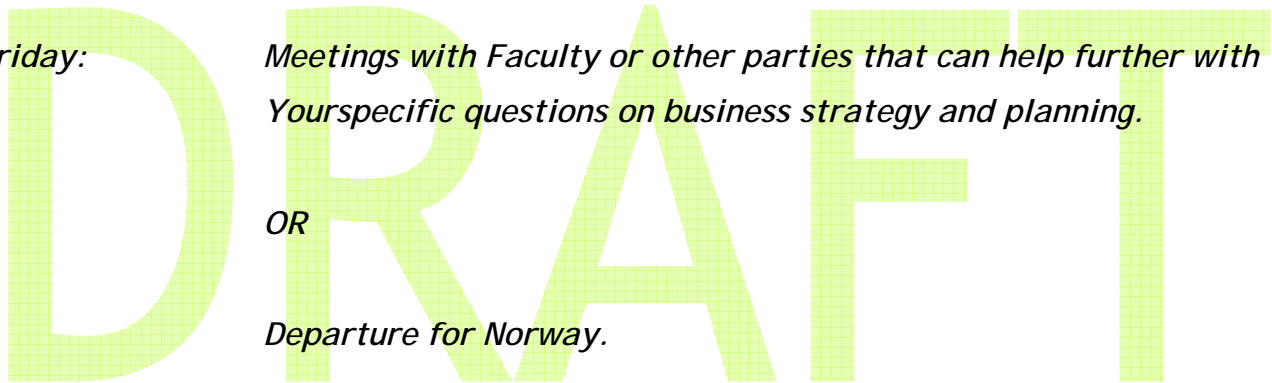 riday: Meetings with Faculty or other parties that can help further with
Yourspecific questions on business strategy and planning.
OR
Departure for Norway.
DRAFT